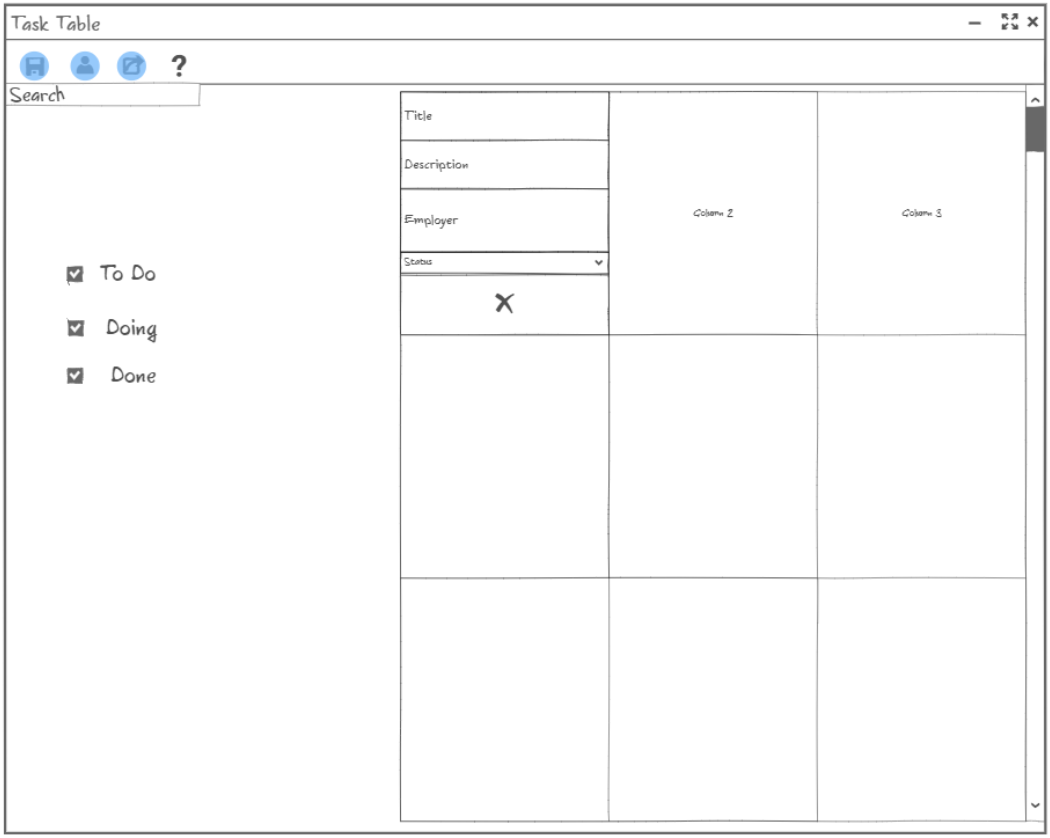 Task Table
?
Search
Title
Description
Employer
Status
To Do
Doing
Done
Column 2
Column 3